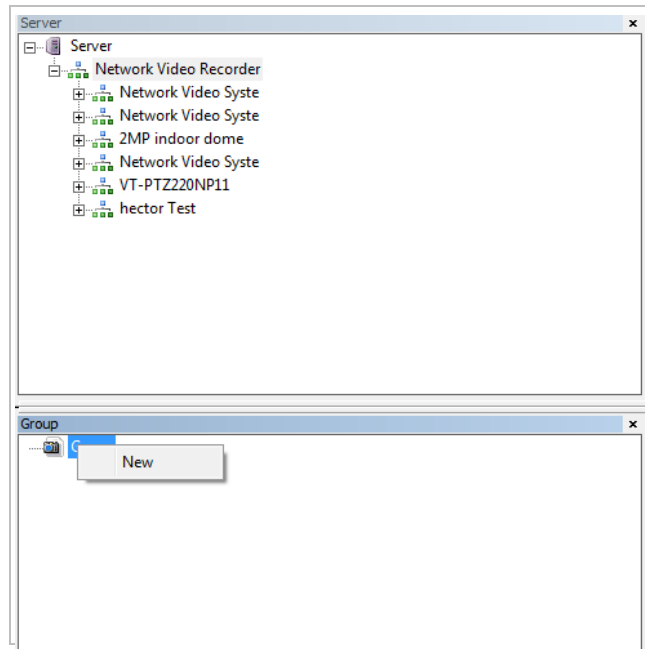 Server
Server
Network Video Recorder
Network Video Syste
Network Video Syste
2MP indoor dome
Network Video Syste
VT-PTZ220NP11
hector Test
Group
New